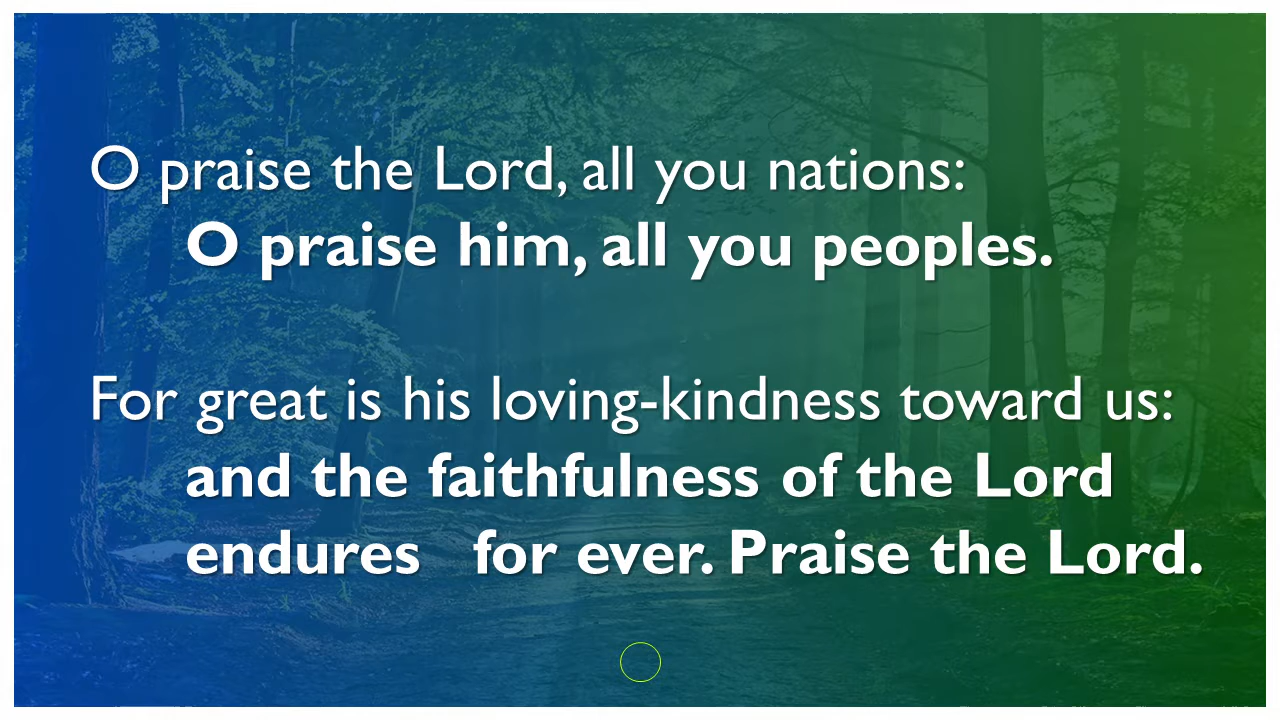 O praise the Lord, all you nations:
O praise him, all you peoples.
For great is his loving-kindness toward us:
and the faithfulness of the Lord
endures   for ever. Praise the Lord.